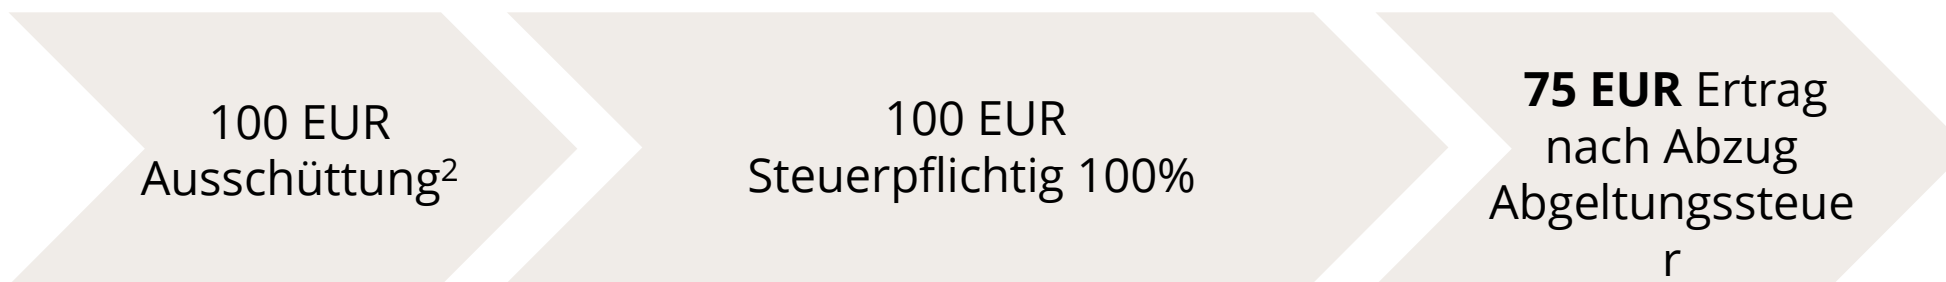 100 EUR
Ausschüttung²
100 EUR
Steuerpflichtig 100%
75 EUR Ertrag
nach Abzug
Abgeltungssteue
r